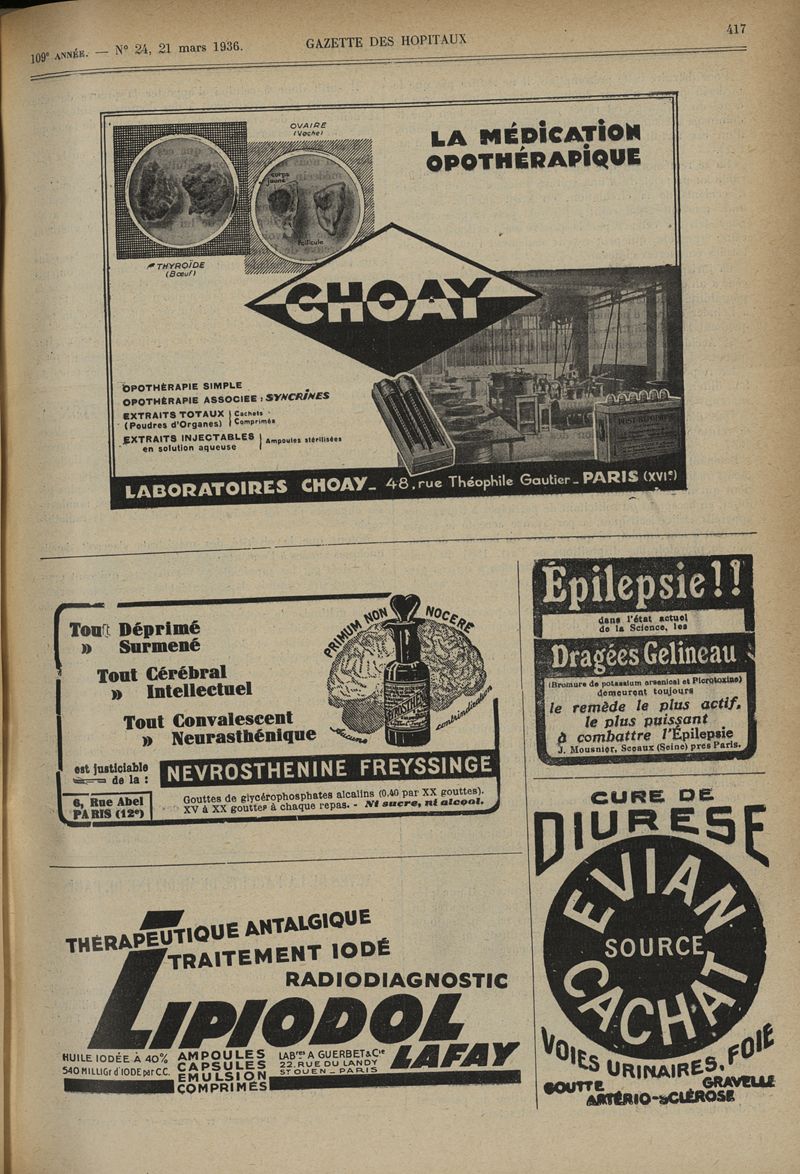 109e ANNÉE. — N° 24, 21 mars 1936.
GAZETTE DES HOPITAUX
417
OVAIRE
(Vache)
corps
jaune
Follicule
THYROÏDE
(Bœuf)
LA MÉDICATION
OPOTHÉRAPIQUE
CHOAY
OPOTHÉRAPIE SIMPLE
OPOTHÉRAPIE ASSOCIEE : SYNCRINES
EXTRAITS TOTAUX | Cachets
(Poudres d'Organes) | Comprimés
EXTRAITS INJECTABLES | Ampoules stérilisées
en solution aqueuse
LABORATOIRES CHOAY_ 48, rue Théophile Gautier_ PARIS (XVIe)
Tout Déprimé
» Surmené
Tout Cérébral
» Intellectuel
Tout Convalescent
» Neurasthénique
PRIMUM NON NOCERE
Aucune contrindication
est justiciable
de la :
NEVROSTHENINE FREYSSINGE
6, Rue Abel
PARIS (12e)
Gouttes de glycérophosphates alcalins (0,40 par XX gouttes).
XV à XX gouttes à chaque repas. - Ni sucre, ni alcool.
Épilepsie!!
dans l'état actuel
de la Science, les
Dragées Gelineau
(Bromure de potassium arsenical et Picrotoxine)
demeurent toujours
le remède le plus actif,
le plus puissant
à combattre l'Épilepsie
J. Mousnier, Sceaux (Seine) près Paris.
THÉRAPEUTIQUE ANTALGIQUE
TRAITEMENT IODÉ
RADIODIAGNOSTIC
LIPIODOL
LAFAY
HUILE IODÉE À 40%
540 MILLIGr d'IODE par C.C.
AMPOULES
CAPSULES
EMULSION
COMPRIMÉS
LABres A GUERBET & Cie
22, RUE DU LANDY
St OUEN _ PARIS
CURE DE
DIURESE
EVIAN
SOURCE
CACHAT
VOIES URINAIRES, FOIE
GOUTTE GRAVELLE
ARTÉRIO-SCLÉROSE